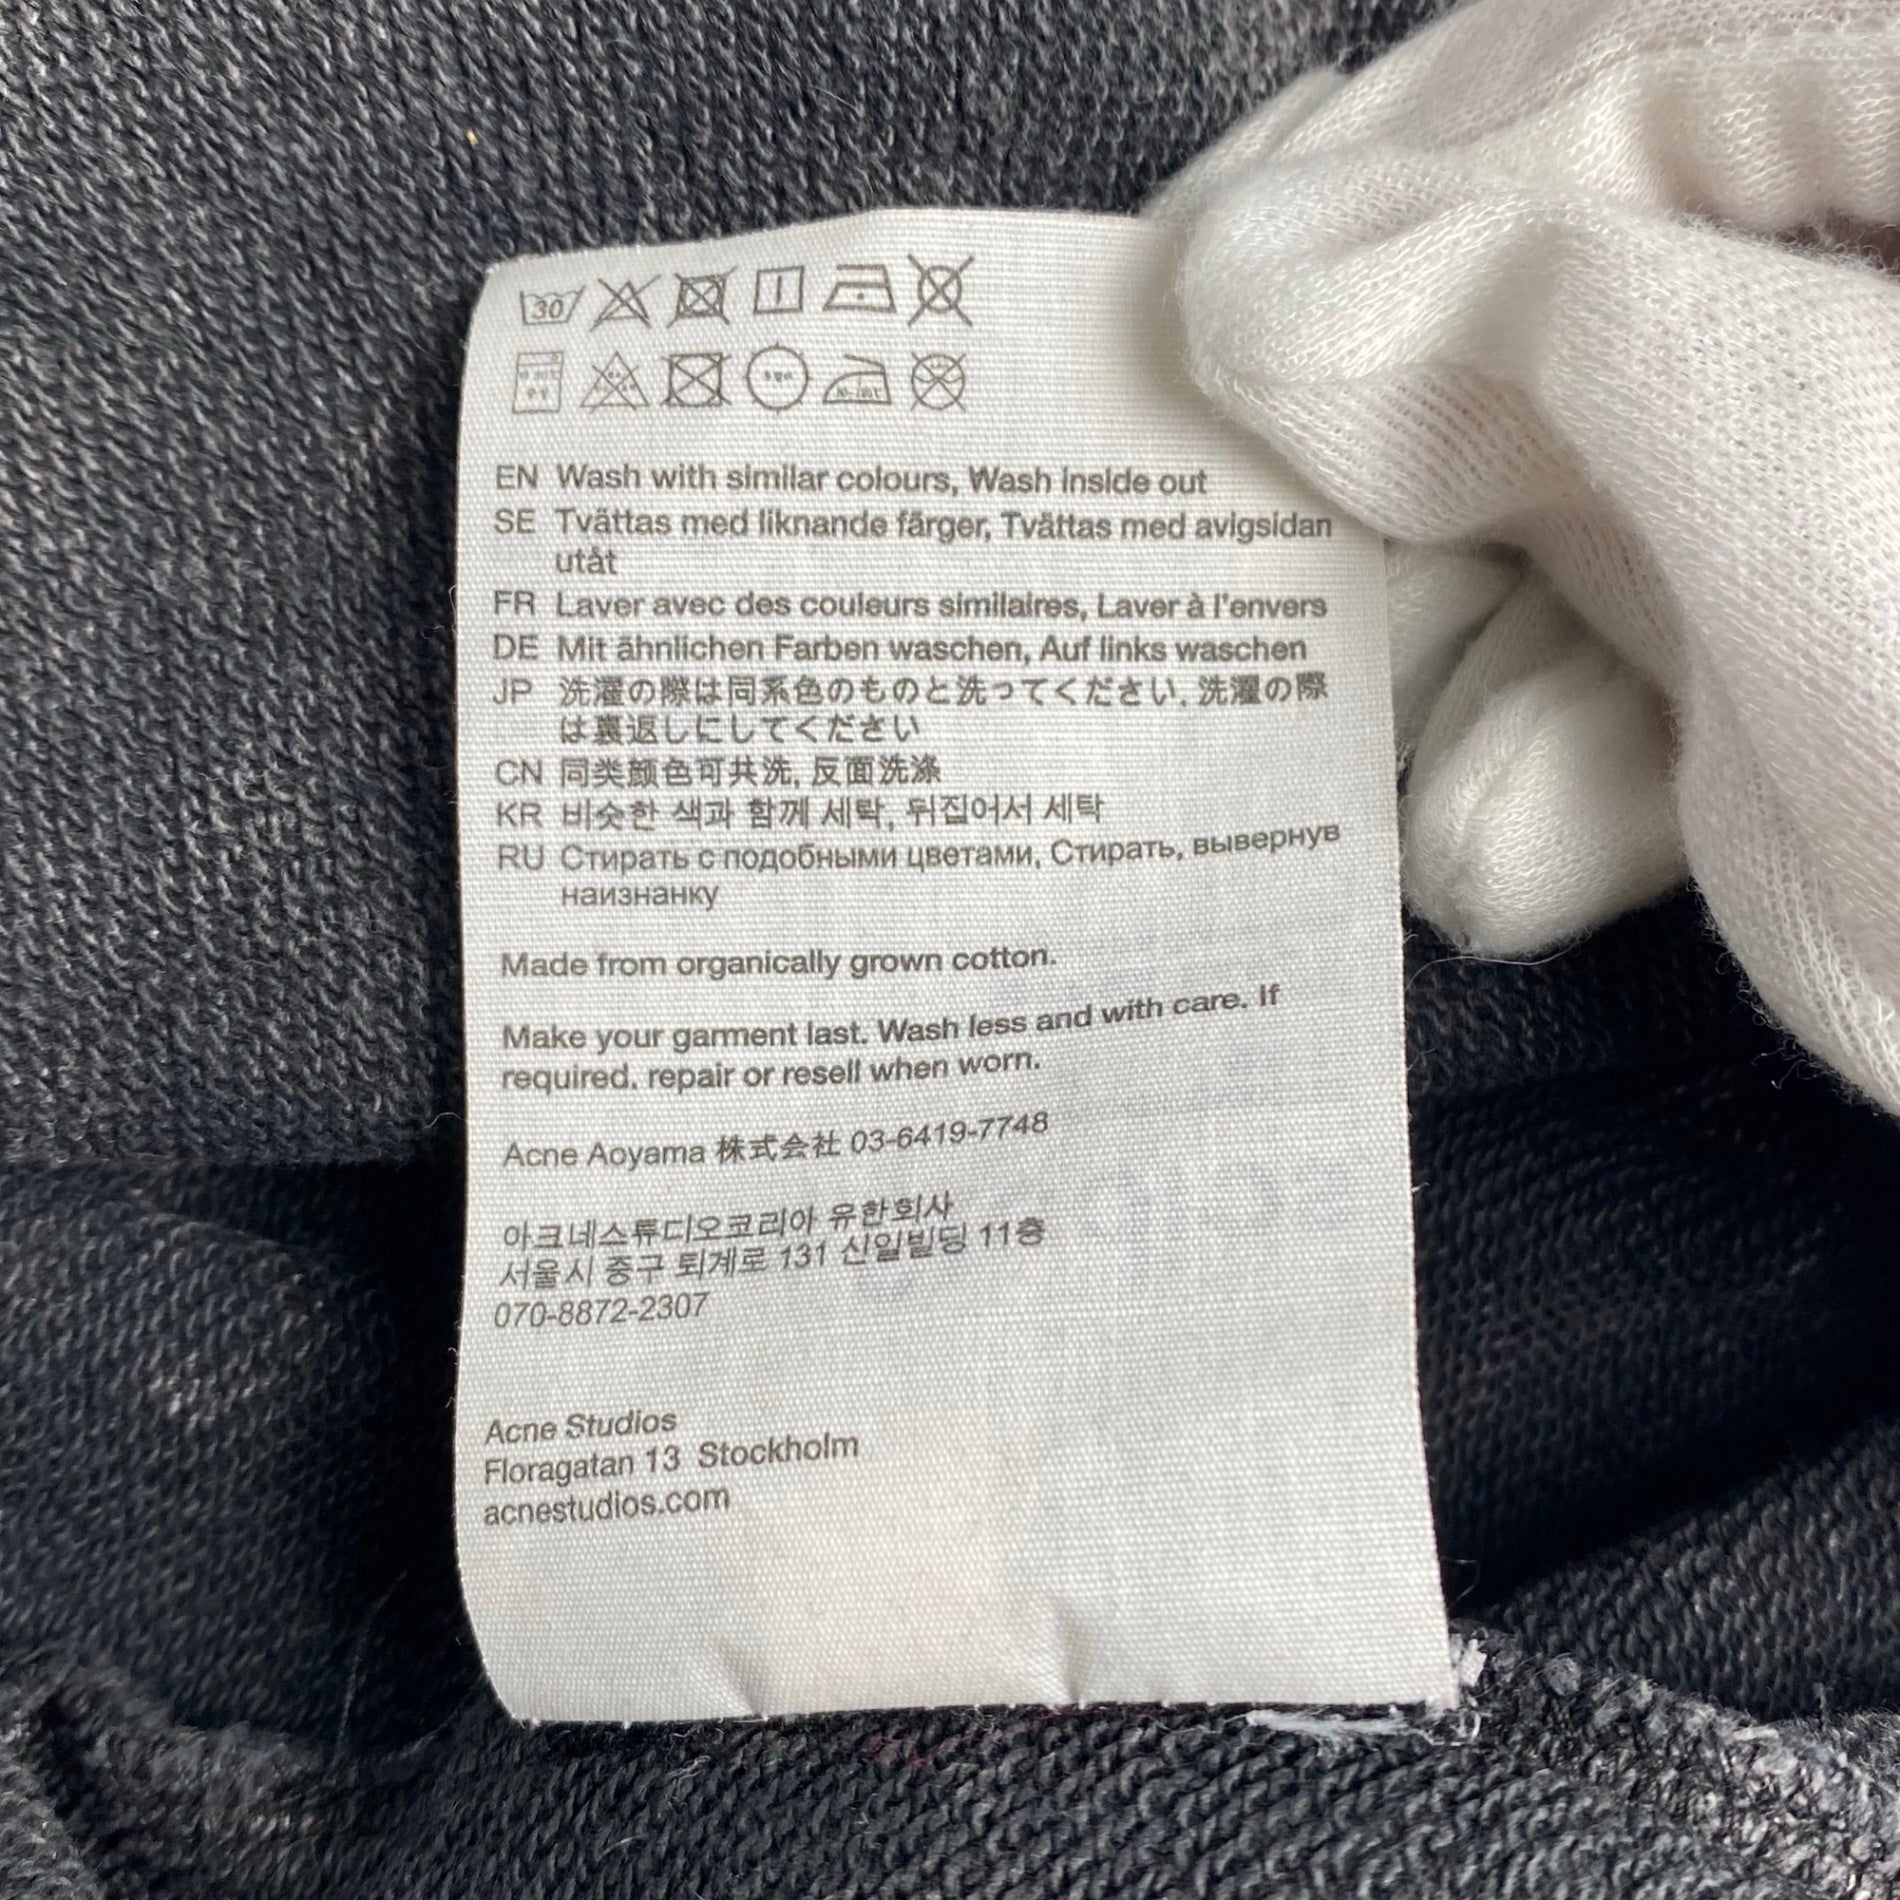 30
EN Wash with similar colours, Wash inside out
SE Tvättas med liknande färger, Tvättas med avigsidan
utåt
FR Laver avec des couleurs similaires, Laver à l'envers
DE Mit ähnlichen Farben waschen, Auf links waschen
JP 洗濯の際は同系色のものと洗ってください, 洗濯の際
は裏返しにしてください
CN 同类颜色可共洗, 反面洗涤
KR 비슷한 색과 함께 세탁, 뒤집어서 세탁
RU Стирать с подобными цветами, Стирать, вывернув
наизнанку
Made from organically grown cotton.
Make your garment last. Wash less and with care. If
required, repair or resell when worn.
Acne Aoyama 株式会社 03-6419-7748
아크네스튜디오코리아 유한회사
서울시 중구 퇴계로 131 신일빌딩 11층
070-8872-2307
Acne Studios
Floragatan 13 Stockholm
acnestudios.com